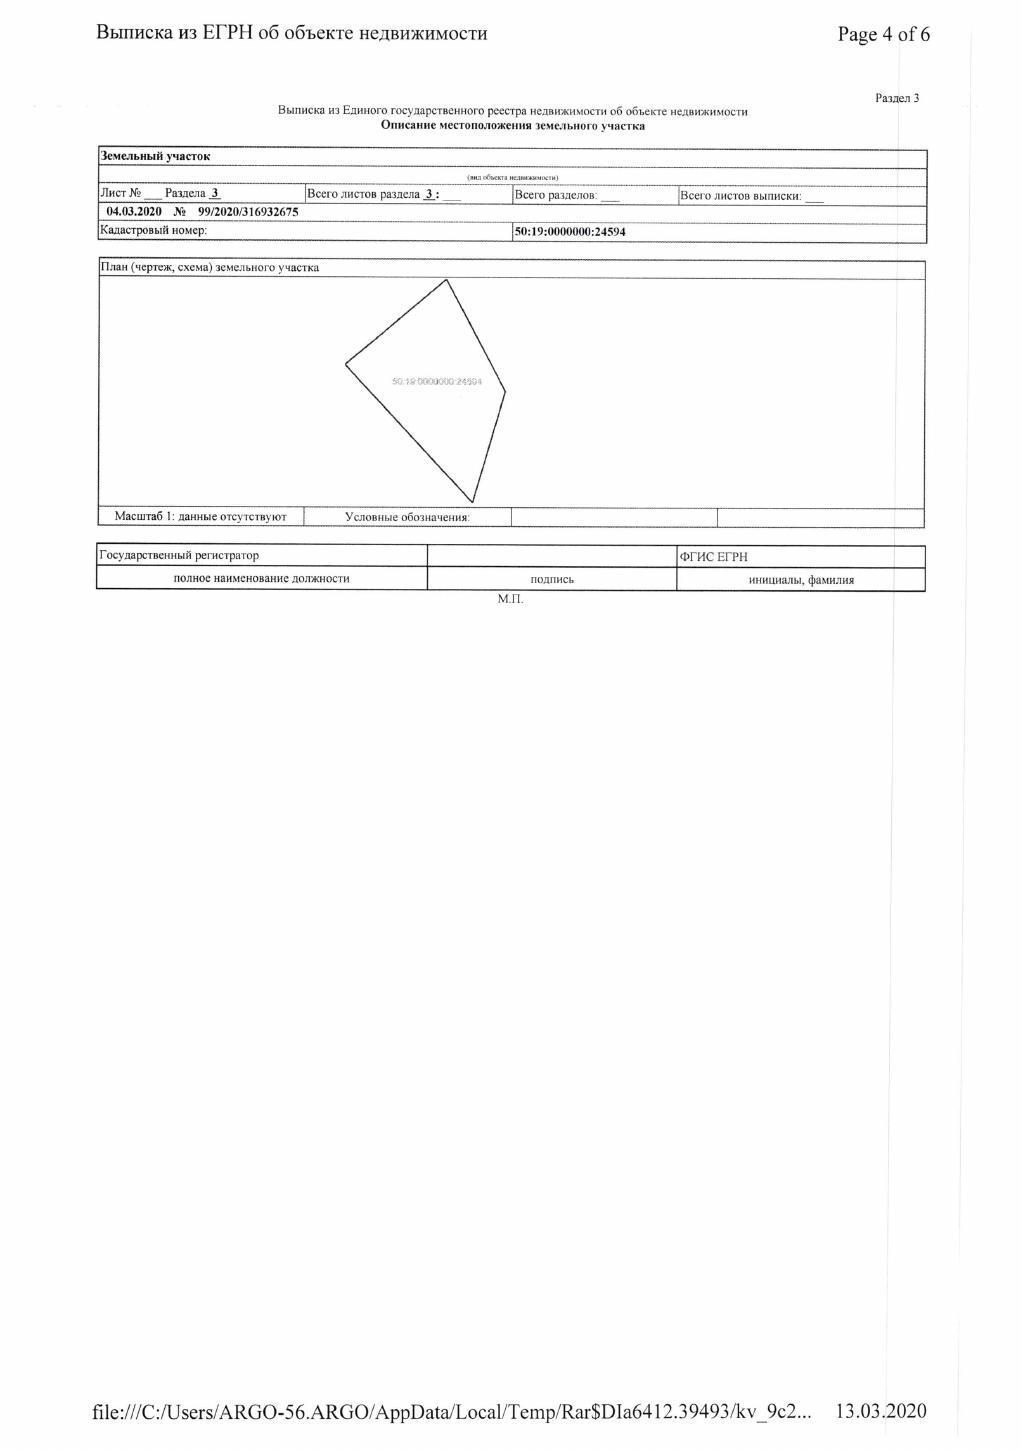 Выписка из ЕГРН об объекте недвижимости Page 4 of 6
Раздел 3
Выписка из Единого государственного реестра недвижимости об объекте недвижимости
Описание местоположения земельного участка
Земельный участок
(вид объекта недвижимости)
Лист № ___ Раздела 3 Всего листов раздела 3 : ___ Всего разделов: ___ Всего листов выписки: ___
04.03.2020 № 99/2020/316932675
Кадастровый номер: 50:19:0000000:24594
План (чертеж, схема) земельного участка
50:19:0000000:24594
Масштаб 1: данные отсутствуют Условные обозначения:
Государственный регистратор ФГИС ЕГРН
полное наименование должности подпись инициалы, фамилия
М.П.
file:///C:/Users/ARGO-56.ARGO/AppData/Local/Temp/Rar$DIa6412.39493/kv_9c2... 13.03.2020